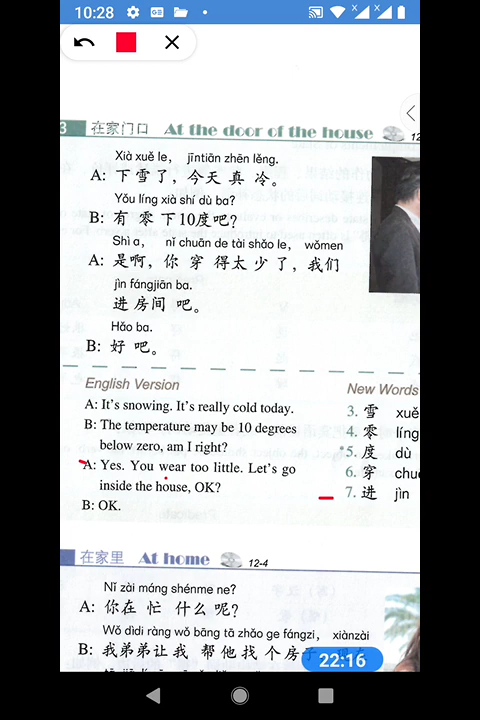 10:28
3 在家门口 At the door of the house 12
Xià xuě le, jīntiān zhēn lěng.
A: 下雪了，今天真冷。
Yǒu líng xià shí dù ba?
B: 有零下10度吧？
Shì a, nǐ chuān de tài shǎo le, wǒmen
A: 是啊，你穿得太少了，我们
jìn fángjiān ba.
进房间吧。
Hǎo ba.
B: 好吧。
English Version
A: It's snowing. It's really cold today.
B: The temperature may be 10 degrees
below zero, am I right?
A: Yes. You wear too little. Let's go
inside the house, OK?
B: OK.
New Words
3. 雪 xuě
4. 零 líng
*5. 度 dù
6. 穿 chu
7. 进 jìn
在家里 At home 12-4
Nǐ zài máng shénme ne?
A: 你在忙什么呢？
Wǒ dìdi ràng wǒ bāng tā zhǎo ge fángzi, xiànzài
B: 我弟弟让我帮他找个房子
22:16